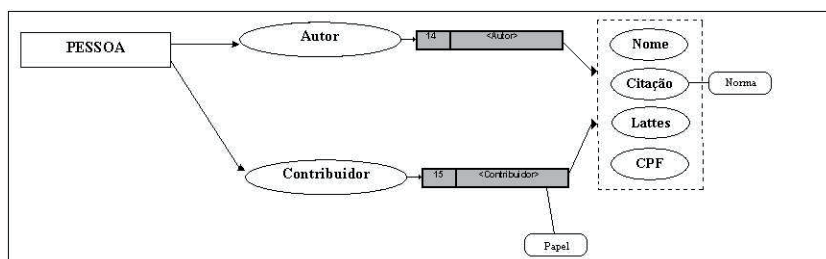 PESSOA
Autor
14 <Autor>
Nome
Citação
Norma
Lattes
CPF
Contribuidor
15 <Contribuidor>
Papel